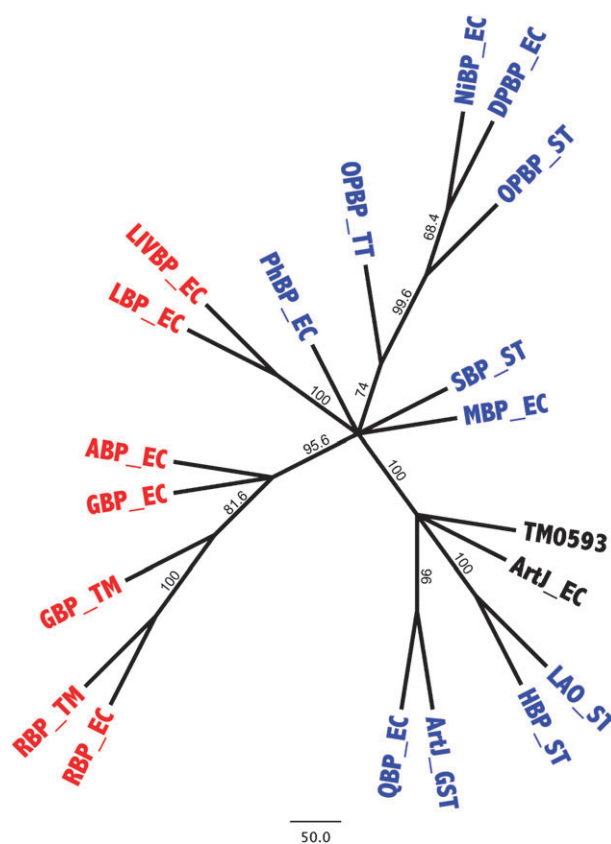 NiBP_EC
DPBP_EC
OPBP_ST
OPBP_TT
PhBP_EC
LIVBP_EC
LBP_EC
68.4
99.6
74
100
SBP_ST
MBP_EC
95.6
ABP_EC
GBP_EC
81.6
100
GBP_TM
100
RBP_TM
RBP_EC
TM0593
ArtJ_EC
100
96
LAO_ST
HBP_ST
QBP_EC
ArtJ_GST
50.0